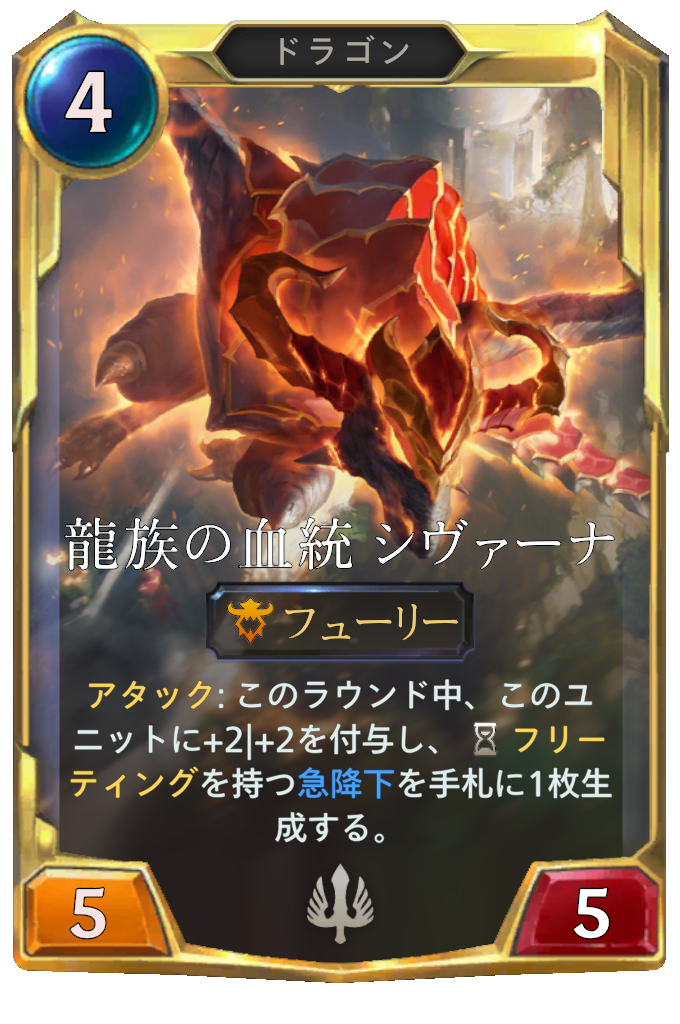 ドラゴン
4
龍族の血統 シヴァーナ
フューリー
アタック: このラウンド中、このユ
ニットに+2|+2を付与し、 フリー
ティングを持つ急降下を手札に1枚生
成する。
5
5